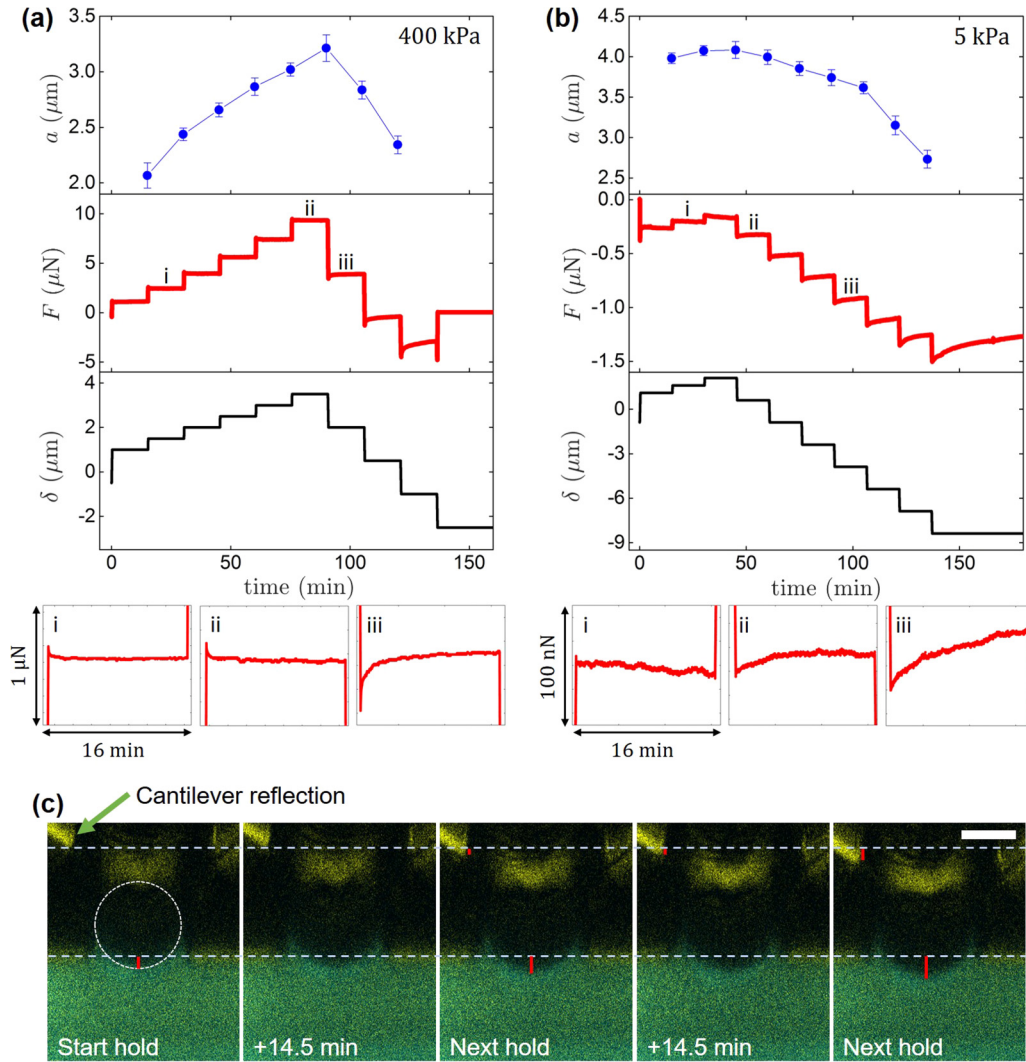 (a)
400 kPa
3.5
3.0
2.5
2.0
a (μm)
10
5
0
-5
F (μN)
i
ii
iii
4
2
0
-2
δ (μm)
0
50
100
150
time (min)
i
ii
iii
1 μN
16 min
(b)
5 kPa
4.5
4.0
3.5
3.0
2.5
a (μm)
0.0
-0.5
-1.0
-1.5
F (μN)
i
ii
iii
0
-3
-6
-9
δ (μm)
0
50
100
150
time (min)
i
ii
iii
100 nN
16 min
(c)
Cantilever reflection
Start hold
+14.5 min
Next hold
+14.5 min
Next hold